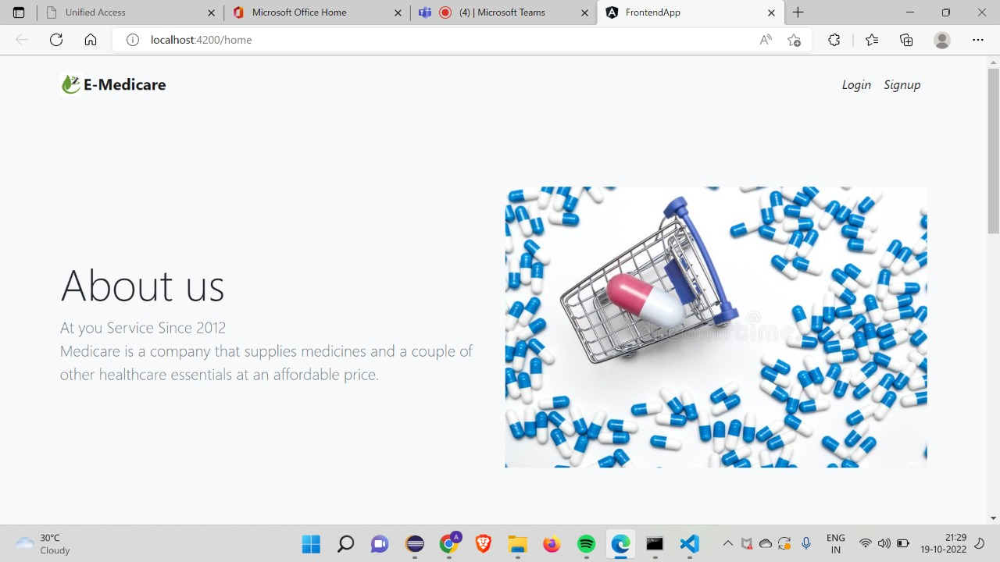 Unified Access
Microsoft Office Home
(4) | Microsoft Teams
FrontendApp
localhost:4200/home
E-Medicare
Login Signup
About us
At you Service Since 2012
Medicare is a company that supplies medicines and a couple of
other healthcare essentials at an affordable price.
dreamstime.
30°C
Cloudy
A
ENG
IN
21:29
19-10-2022